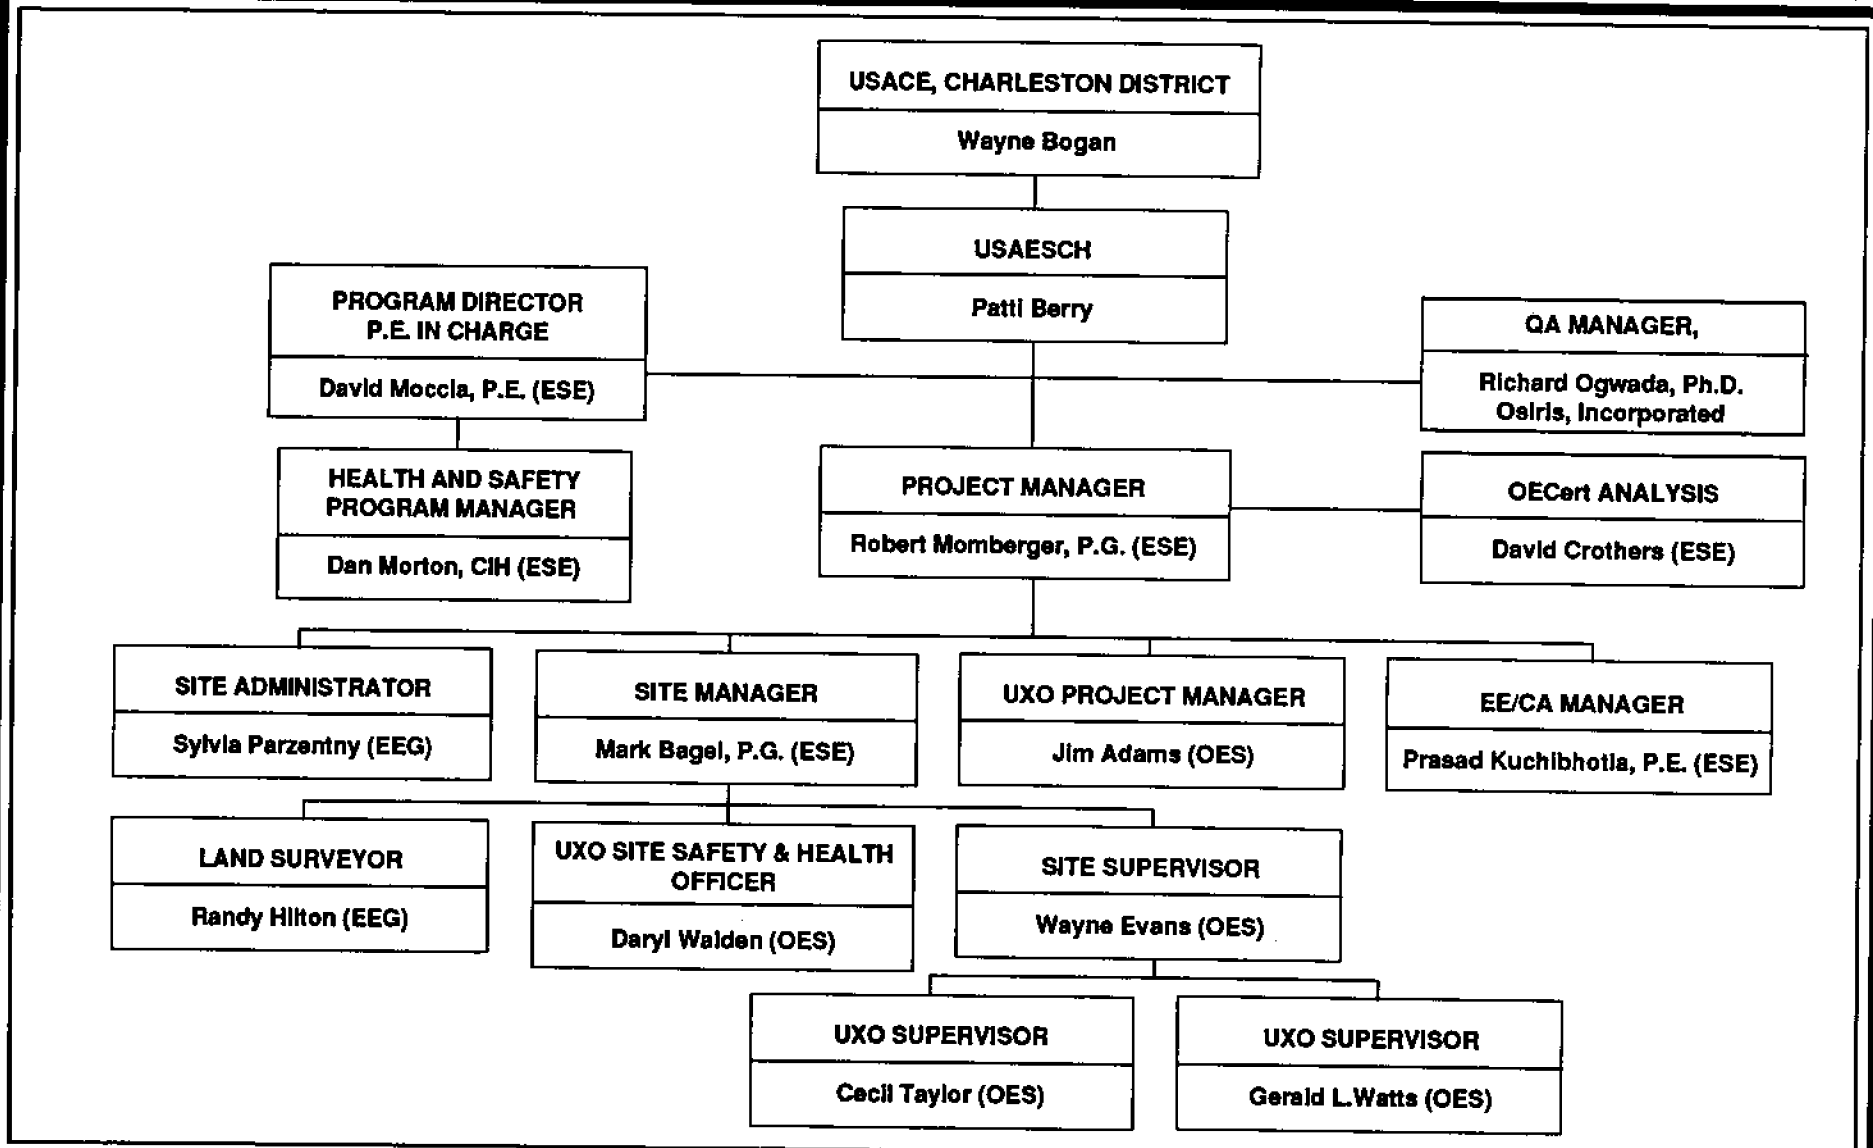 USACE, CHARLESTON DISTRICT
Wayne Bogan
USAESCH
Patti Berry
PROGRAM DIRECTOR
P.E. IN CHARGE
David Moccia, P.E. (ESE)
QA MANAGER,
Richard Ogwada, Ph.D.
Osiris, Incorporated
HEALTH AND SAFETY
PROGRAM MANAGER
Dan Morton, CIH (ESE)
PROJECT MANAGER
Robert Momberger, P.G. (ESE)
OECert ANALYSIS
David Crothers (ESE)
SITE ADMINISTRATOR
Sylvia Parzentny (EEG)
SITE MANAGER
Mark Bagel, P.G. (ESE)
UXO PROJECT MANAGER
Jim Adams (OES)
EE/CA MANAGER
Prasad Kuchibhotla, P.E. (ESE)
LAND SURVEYOR
Randy Hilton (EEG)
UXO SITE SAFETY & HEALTH
OFFICER
Daryl Walden (OES)
SITE SUPERVISOR
Wayne Evans (OES)
UXO SUPERVISOR
Cecil Taylor (OES)
UXO SUPERVISOR
Gerald L.Watts (OES)